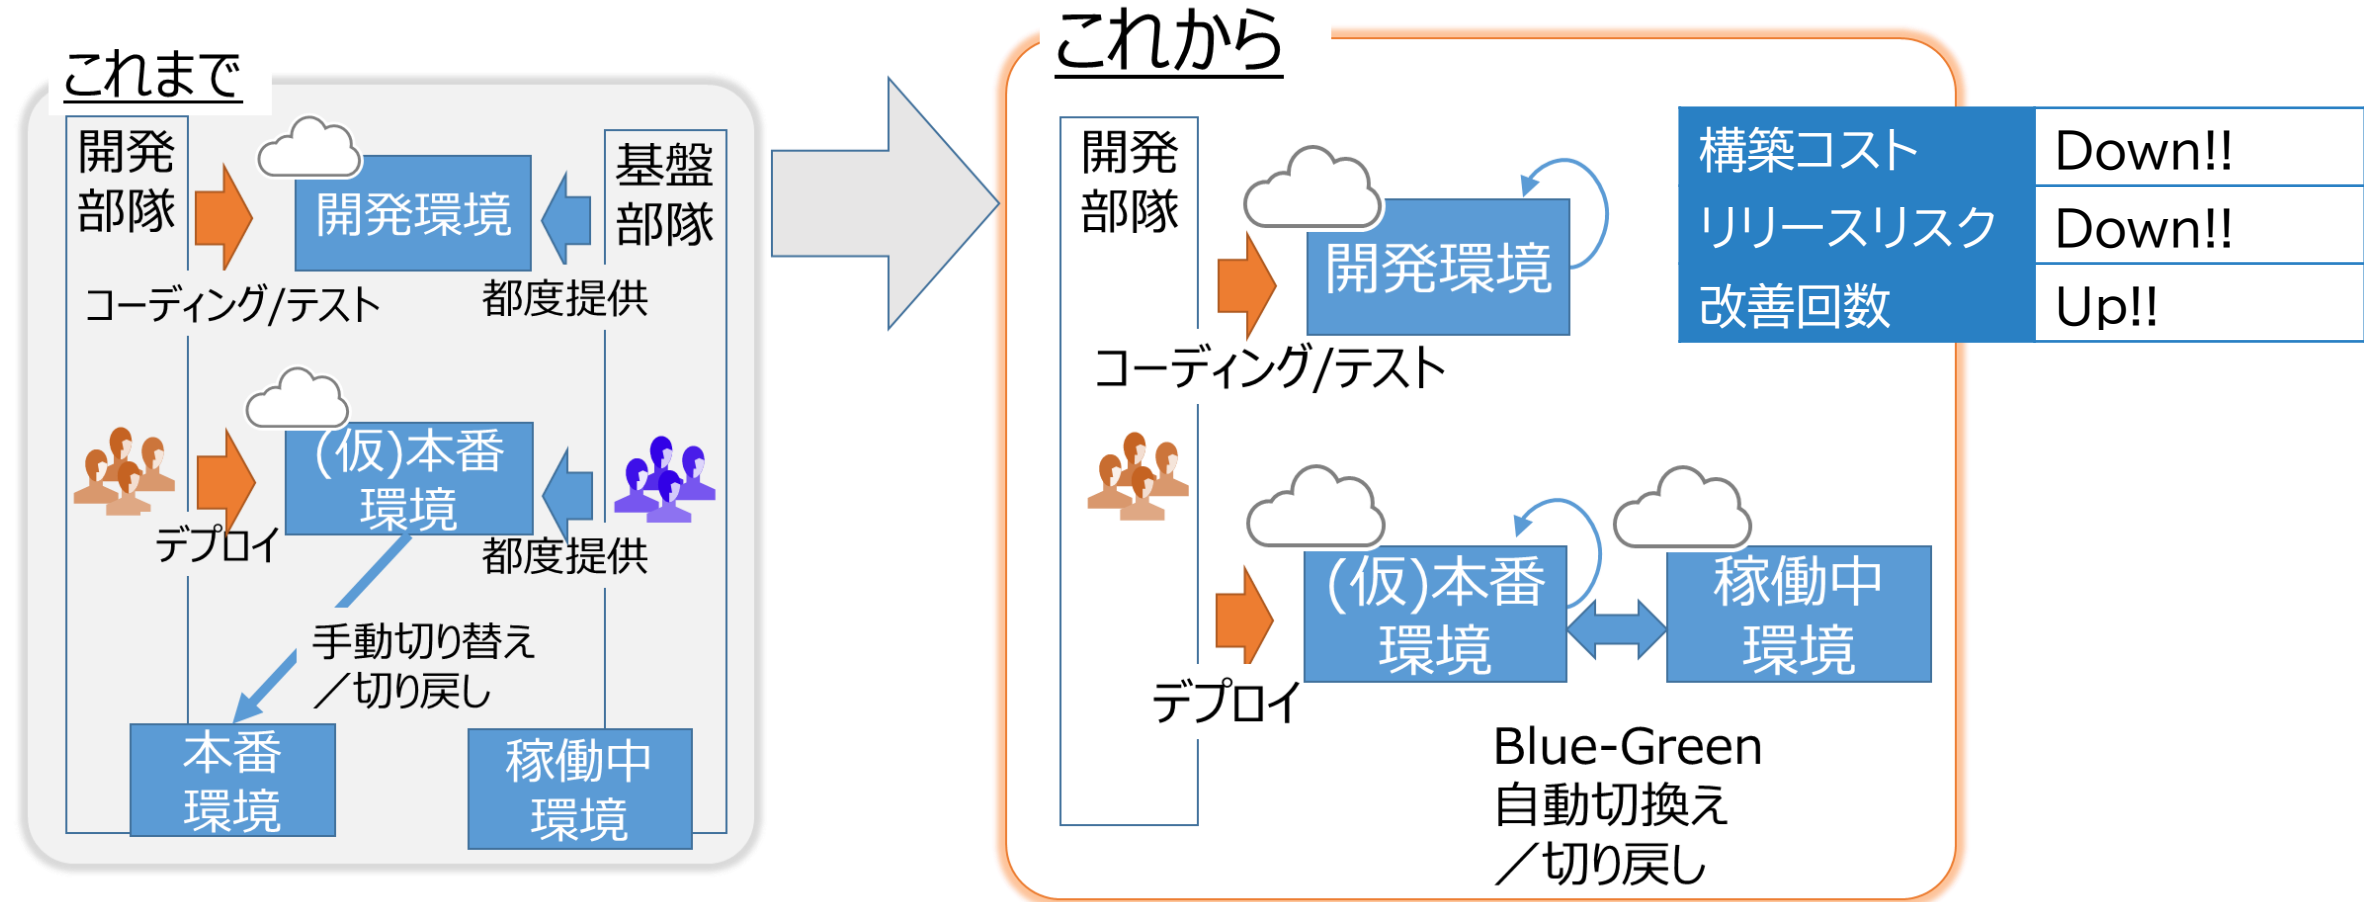 これまで
開発
部隊
基盤
部隊
開発環境
コーディング/テスト
都度提供
(仮)本番
環境
デプロイ
都度提供
手動切り替え
／切り戻し
本番
環境
稼働中
環境
これから
開発
部隊
開発環境
コーディング/テスト
(仮)本番
環境
稼働中
環境
デプロイ
Blue-Green
自動切換え
／切り戻し
構築コスト Down!!
リリースリスク Down!!
改善回数 Up!!